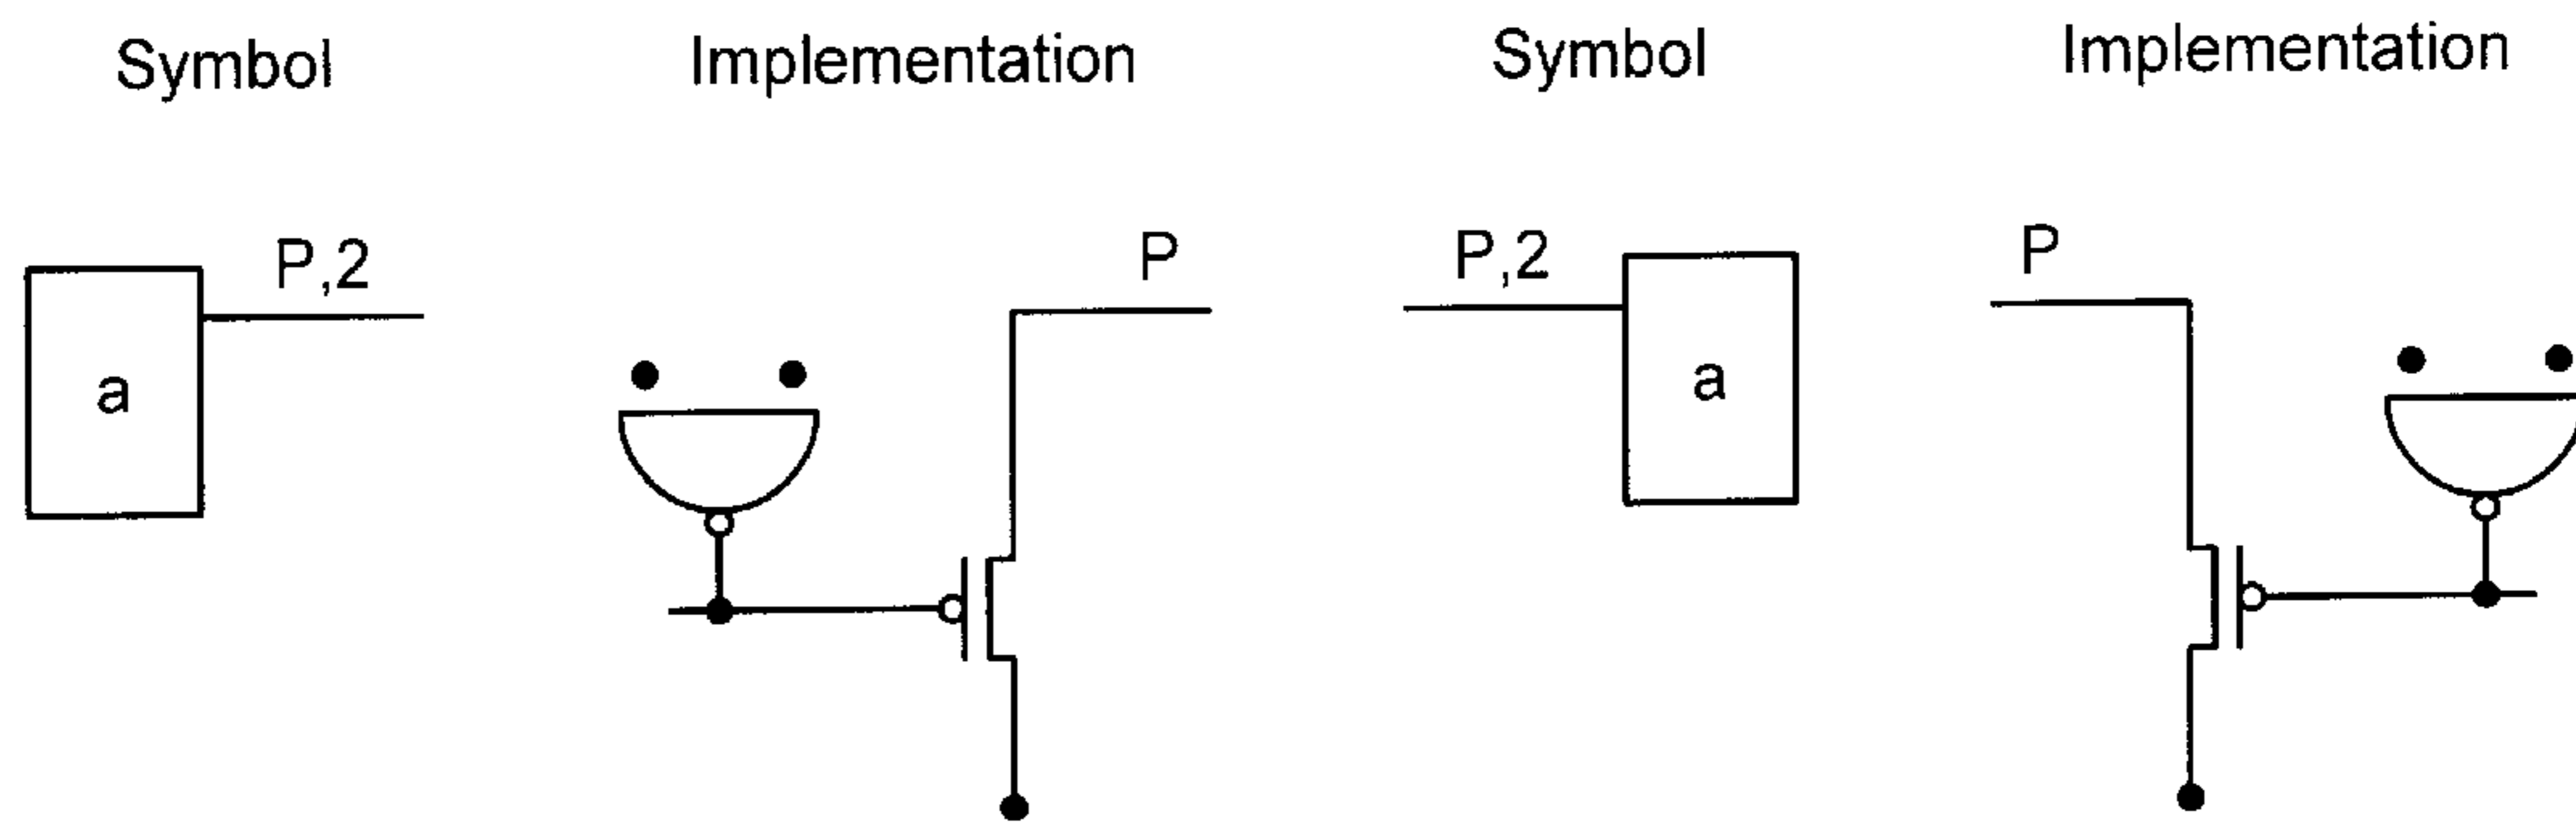 Symbol Implementation Symbol Implementation
P,2 P P,2 P
a a